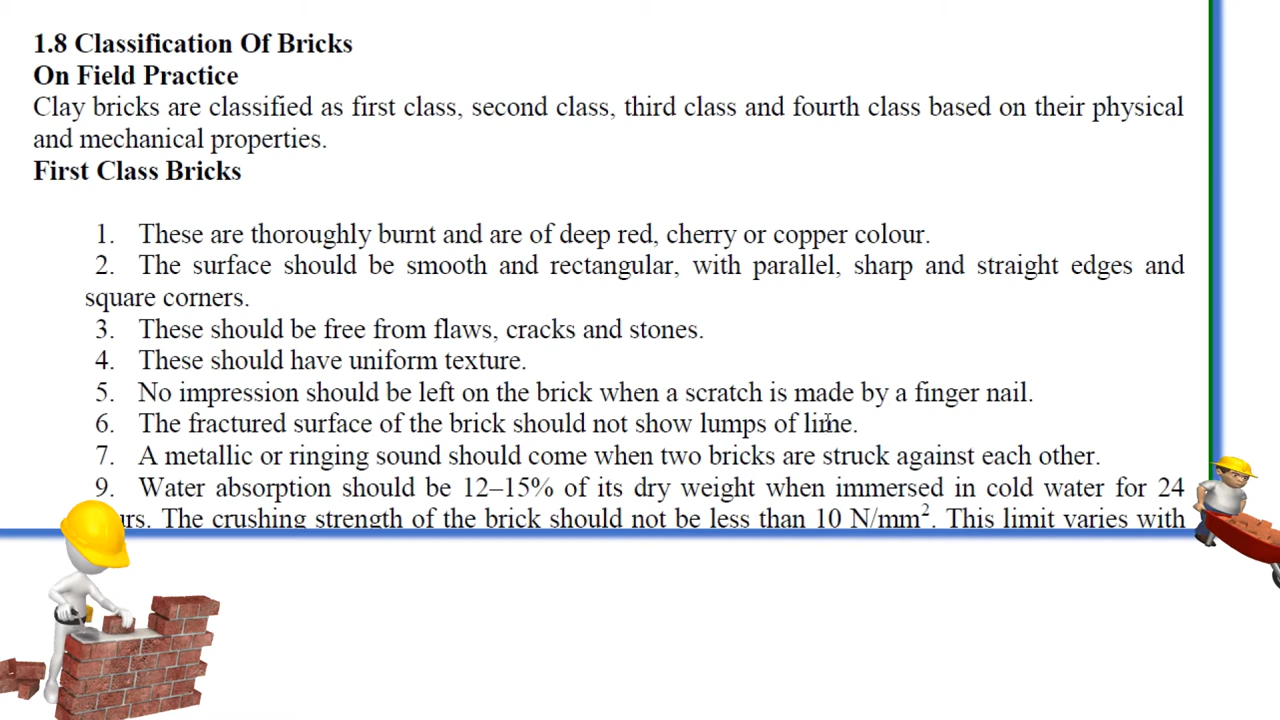 1.8 Classification Of Bricks
On Field Practice
Clay bricks are classified as first class, second class, third class and fourth class based on their physical
and mechanical properties.
First Class Bricks
1. These are thoroughly burnt and are of deep red, cherry or copper colour.
2. The surface should be smooth and rectangular, with parallel, sharp and straight edges and
square corners.
3. These should be free from flaws, cracks and stones.
4. These should have uniform texture.
5. No impression should be left on the brick when a scratch is made by a finger nail.
6. The fractured surface of the brick should not show lumps of lime.
7. A metallic or ringing sound should come when two bricks are struck against each other.
9. Water absorption should be 12–15% of its dry weight when immersed in cold water for 24
The crushing strength of the brick should not be less than 10 N/mm². This limit varies with